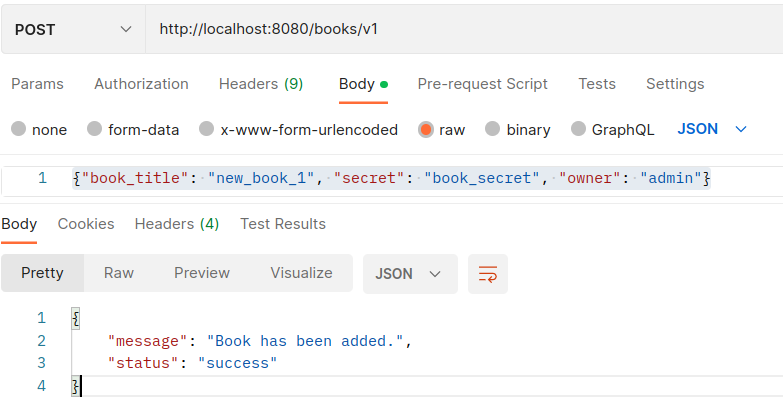 POST http://localhost:8080/books/v1
Params Authorization Headers (9) Body Pre-request Script Tests Settings
none form-data x-www-form-urlencoded raw binary GraphQL JSON
1 {"book_title": "new_book_1", "secret": "book_secret", "owner": "admin"}
Body Cookies Headers (4) Test Results
Pretty Raw Preview Visualize JSON
1 {
2 "message": "Book has been added.",
3 "status": "success"
4 }